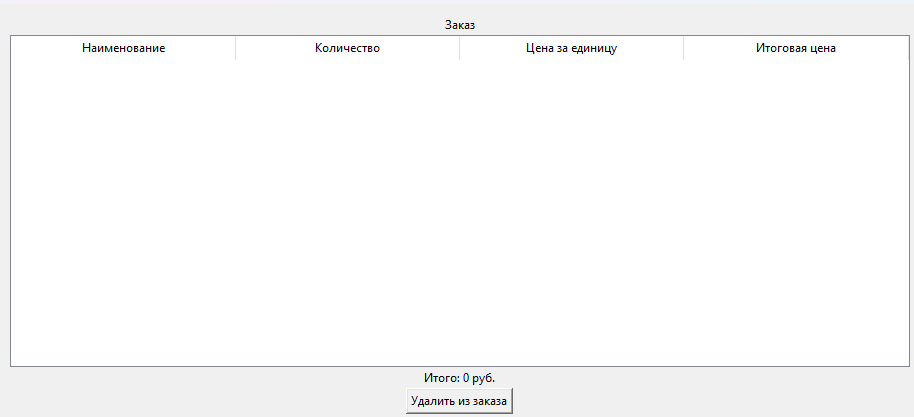 Заказ
Наименование Количество Цена за единицу Итоговая цена
Итого: 0 руб.
Удалить из заказа